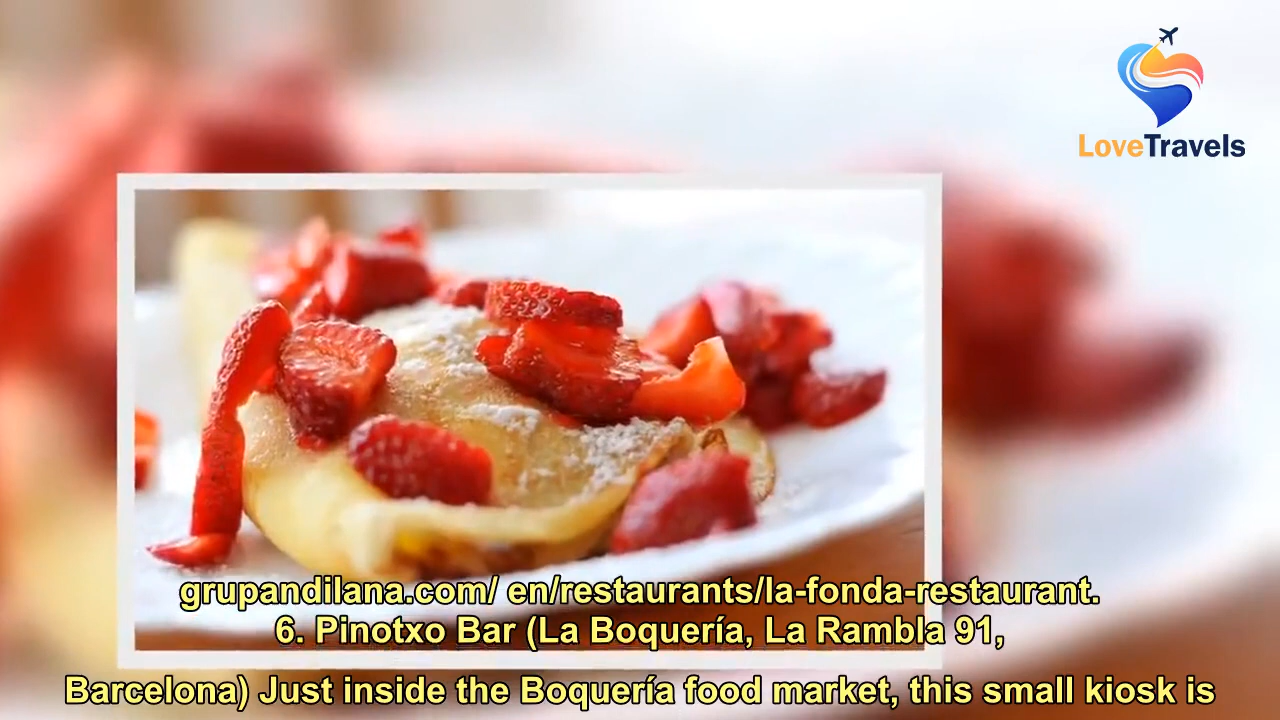 LoveTravels
grupandilana.com/ en/restaurants/la-fonda-restaurant.
6. Pinotxo Bar (La Boquería, La Rambla 91,
Barcelona) Just inside the Boquería food market, this small kiosk is